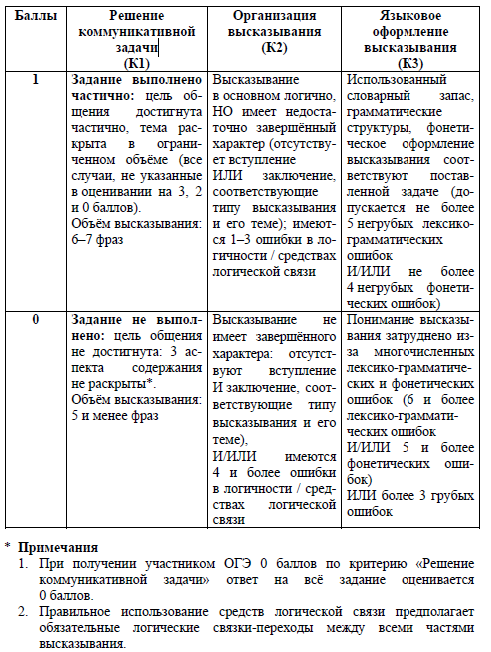 Баллы
Решение
коммуникативной
задачи
(К1)
Организация
высказывания
(К2)
Языковое
оформление
высказывания
(К3)
1
Задание выполнено
частично: цель об-
щения достигнута
частично, тема рас-
крыта в ограни-
ченном объёме (все
случаи, не указанные
в оценивании на 3, 2
и 0 баллов).
Объём высказывания:
6–7 фраз
Высказывание
в основном логично,
НО имеет недоста-
точно завершённый
характер (отсутству-
ет вступление
ИЛИ заключение,
соответствующие
типу высказывания
и его теме); имеют-
ся 1–3 ошибки в ло-
гичности / средствах
логической связи
Использованный
словарный запас,
грамматические
структуры, фонети-
ческое оформление
высказывания соот-
ветствуют постав-
ленной задаче (до-
пускается не более
5 негрубых лексико-
грамматических
ошибок
И/ИЛИ не более
4 негрубых фонети-
ческих ошибок)
0
Задание не выпол-
нено: цель общения
не достигнута: 3 ас-
пекта содержания
не раскрыты*.
Объём высказывания:
5 и менее фраз
Высказывание не
имеет завершённого
характера: отсутст-
вуют вступление
И заключение, соот-
ветствующие типу
высказывания и его
теме),
И/ИЛИ имеются
4 и более ошибки
в логичности / сред-
ствах логической
связи
Понимание высказы-
вания затруднено из-
за многочисленных
лексико-грамматиче-
ских и фонетических
ошибок (6 и более
лексико-граммати-
ческих ошибок
И/ИЛИ 5 и более
фонетических оши-
бок)
ИЛИ более 3 грубых
ошибок
* Примечания
1. При получении участником ОГЭ 0 баллов по критерию «Решение
коммуникативной задачи» ответ на всё задание оценивается
0 баллов.
2. Правильное использование средств логической связи предполагает
обязательные логические связки-переходы между всеми частями
высказывания.